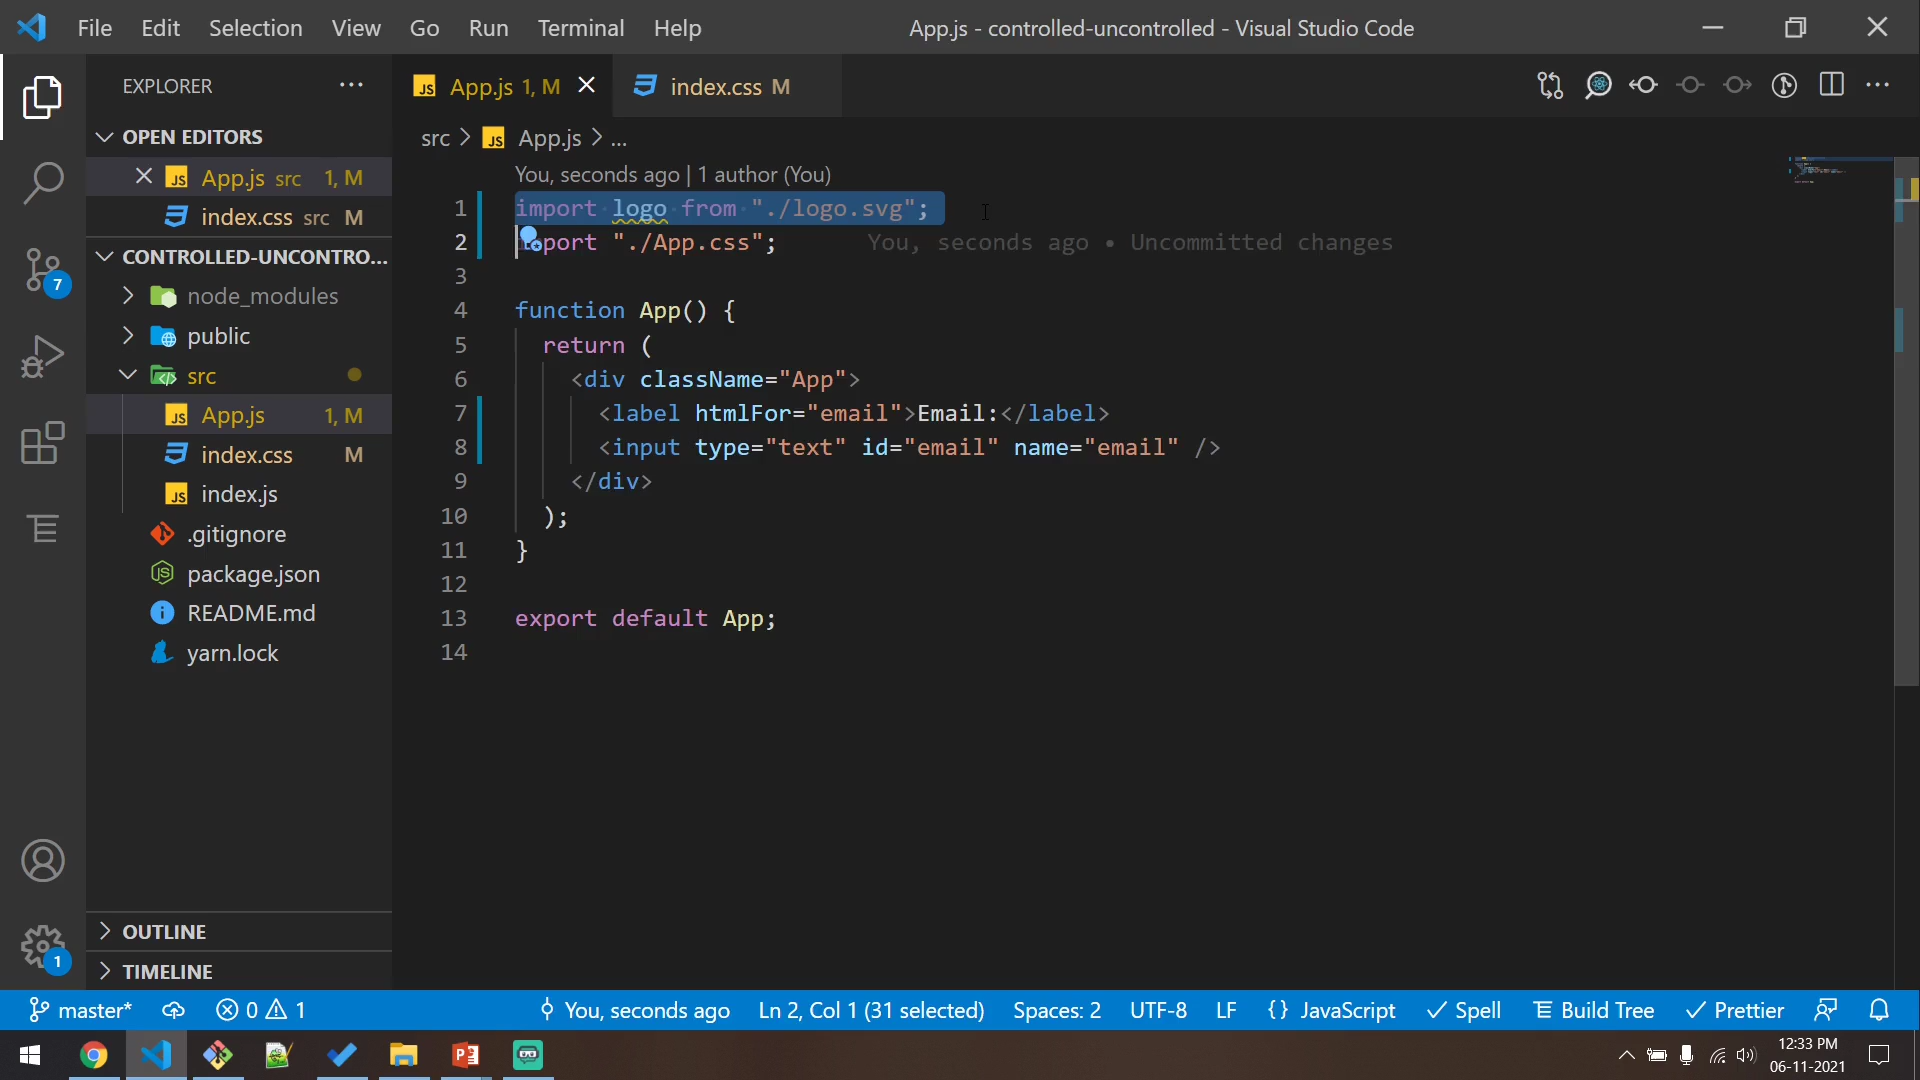 File Edit Selection View Go Run Terminal Help
App.js - controlled-uncontrolled - Visual Studio Code
EXPLORER
OPEN EDITORS
JS App.js src 1, M
index.css src M
CONTROLLED-UNCONTRO...
node_modules
public
src
JS App.js 1, M
index.css M
JS index.js
.gitignore
package.json
README.md
yarn.lock
OUTLINE
TIMELINE
7
1
JS App.js 1, M
index.css M
src > JS App.js > ...
You, seconds ago | 1 author (You)
1 import logo from "./logo.svg";
2 import "./App.css"; You, seconds ago • Uncommitted changes
3
4 function App() {
5 return (
6 <div className="App">
7 <label htmlFor="email">Email:</label>
8 <input type="text" id="email" name="email" />
9 </div>
10 );
11 }
12
13 export default App;
14
master* 0 1 You, seconds ago Ln 2, Col 1 (31 selected) Spaces: 2 UTF-8 LF {} JavaScript Spell Build Tree Prettier
12:33 PM
06-11-2021